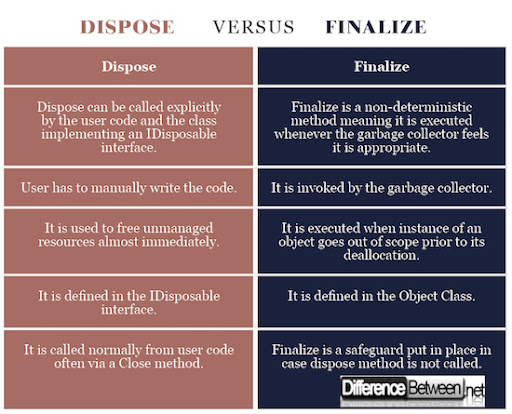 DISPOSE VERSUS FINALIZE
Dispose
Finalize
Dispose can be called explicitly
by the user code and the class
implementing an IDisposable
interface.
Finalize is a non-deterministic
method meaning it is executed
whenever the garbage collector feels
it is appropriate.
User has to manually write the code.
It is invoked by the garbage collector.
It is used to free unmanaged
resources almost immediately.
It is executed when instance of an
object goes out of scope prior to its
deallocation.
It is defined in the IDisposable
interface.
It is defined in the Object Class.
It is called normally from user code
often via a Close method.
Finalize is a safeguard put in place in
case dispose method is not called.
Difference Between.net